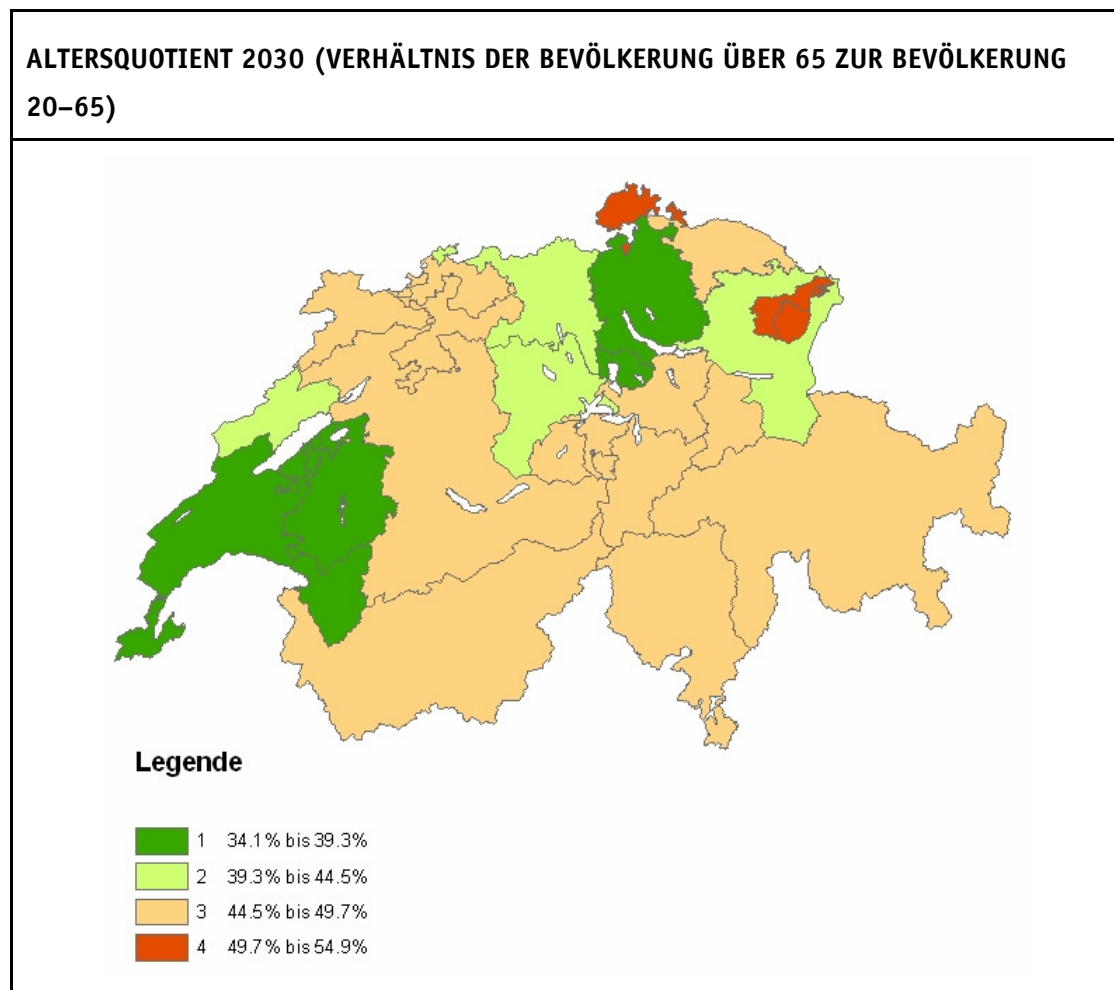 ALTERSQUOTIENT 2030 (VERHÄLTNIS DER BEVÖLKERUNG ÜBER 65 ZUR BEVÖLKERUNG
20–65)
Legende
1 34.1% bis 39.3%
2 39.3% bis 44.5%
3 44.5% bis 49.7%
4 49.7% bis 54.9%